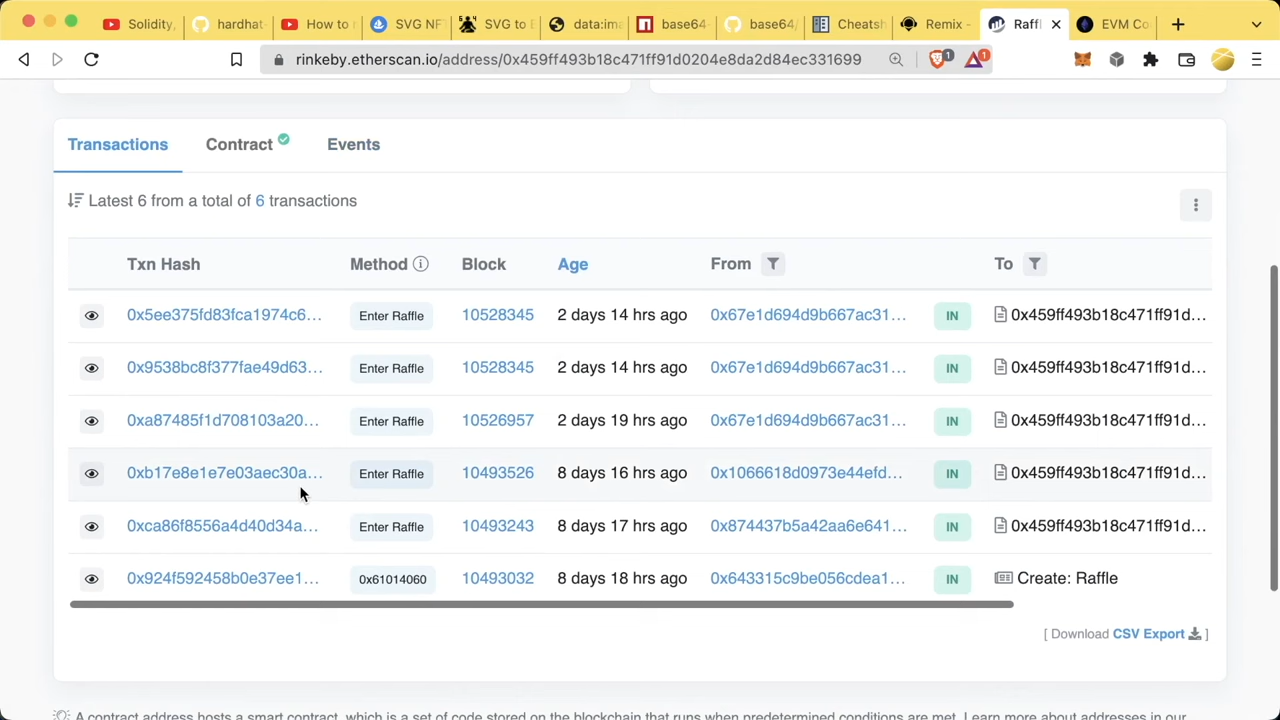 Solidity, hardhat- How to SVG NF SVG to E data:ima base64- base64/ Cheatsh Remix - Raffl EVM Co
rinkeby.etherscan.io/address/0x459ff493b18c471ff91d0204e8da2d84ec331699 1 1
Transactions Contract Events
Latest 6 from a total of 6 transactions
Txn Hash Method Block Age From To
0x5ee375fd83fca1974c6... Enter Raffle 10528345 2 days 14 hrs ago 0x67e1d694d9b667ac31... IN 0x459ff493b18c471ff91d...
0x9538bc8f377fae49d63... Enter Raffle 10528345 2 days 14 hrs ago 0x67e1d694d9b667ac31... IN 0x459ff493b18c471ff91d...
0xa87485f1d708103a20... Enter Raffle 10526957 2 days 19 hrs ago 0x67e1d694d9b667ac31... IN 0x459ff493b18c471ff91d...
0xb17e8e1e7e03aec30a... Enter Raffle 10493526 8 days 16 hrs ago 0x1066618d0973e44efd... IN 0x459ff493b18c471ff91d...
0xca86f8556a4d40d34a... Enter Raffle 10493243 8 days 17 hrs ago 0x874437b5a42aa6e641... IN 0x459ff493b18c471ff91d...
0x924f592458b0e37ee1... 0x61014060 10493032 8 days 18 hrs ago 0x643315c9be056cdea1... IN Create: Raffle
[ Download CSV Export ]
A contract address hosts a smart contract, which is a set of code stored on the blockchain that runs when predetermined conditions are met. Learn more about addresses in our